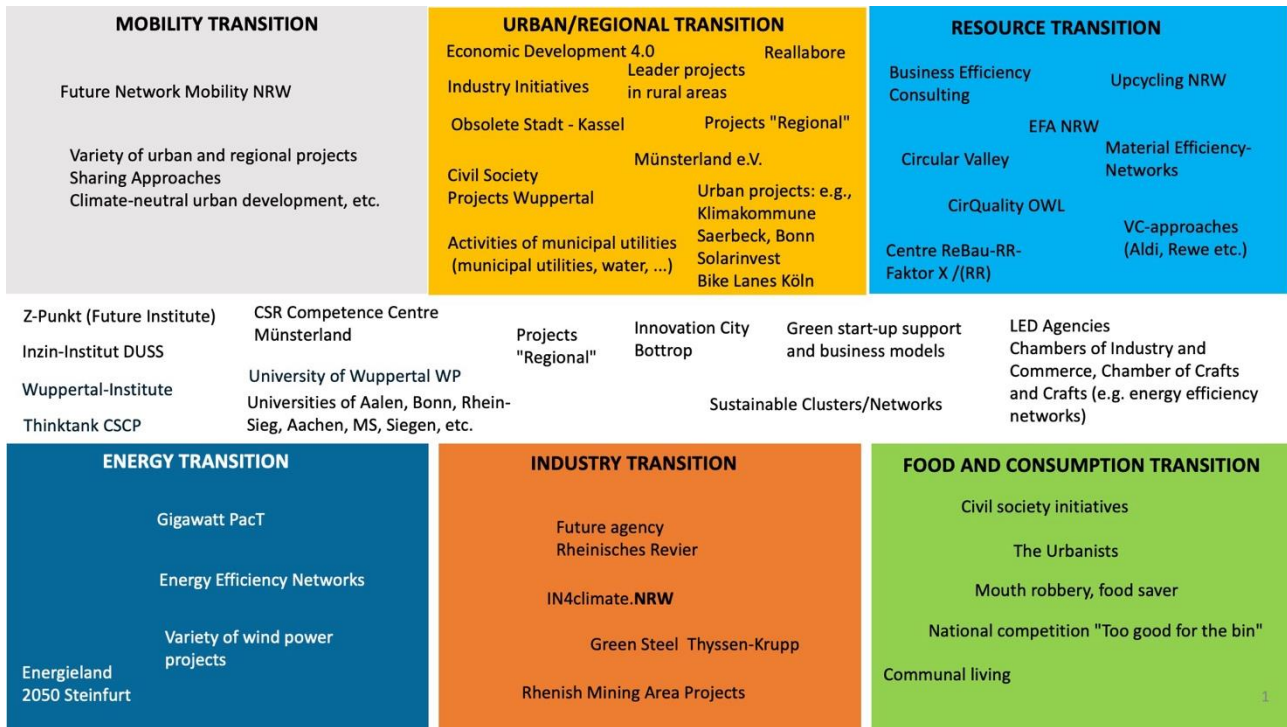 MOBILITY TRANSITION
Future Network Mobility NRW
Variety of urban and regional projects
Sharing Approaches
Climate-neutral urban development, etc.
URBAN/REGIONAL TRANSITION
Economic Development 4.0
Reallabore
Industry Initiatives
Leader projects
in rural areas
Obsolete Stadt - Kassel
Projects "Regional"
Münsterland e.V.
Civil Society
Projects Wuppertal
Urban projects: e.g.,
Klimakommune
Saerbeck, Bonn
Solarinvest
Bike Lanes Köln
Activities of municipal utilities
(municipal utilities, water, ...)
RESOURCE TRANSITION
Business Efficiency
Consulting
Upcycling NRW
EFA NRW
Circular Valley
Material Efficiency-
Networks
CirQuality OWL
VC-approaches
(Aldi, Rewe etc.)
Centre ReBau-RR-
Faktor X /(RR)
Z-Punkt (Future Institute)
Inzin-Institut DUSS
Wuppertal-Institute
Thinktank CSCP
CSR Competence Centre
Münsterland
University of Wuppertal WP
Universities of Aalen, Bonn, Rhein-
Sieg, Aachen, MS, Siegen, etc.
Projects
"Regional"
Innovation City
Bottrop
Green start-up support
and business models
Sustainable Clusters/Networks
LED Agencies
Chambers of Industry and
Commerce, Chamber of Crafts
and Crafts (e.g. energy efficiency
networks)
ENERGY TRANSITION
Gigawatt PacT
Energy Efficiency Networks
Variety of wind power
projects
Energieland
2050 Steinfurt
INDUSTRY TRANSITION
Future agency
Rheinisches Revier
IN4climate.NRW
Green Steel Thyssen-Krupp
Rhenish Mining Area Projects
FOOD AND CONSUMPTION TRANSITION
Civil society initiatives
The Urbanists
Mouth robbery, food saver
National competition "Too good for the bin"
Communal living
1